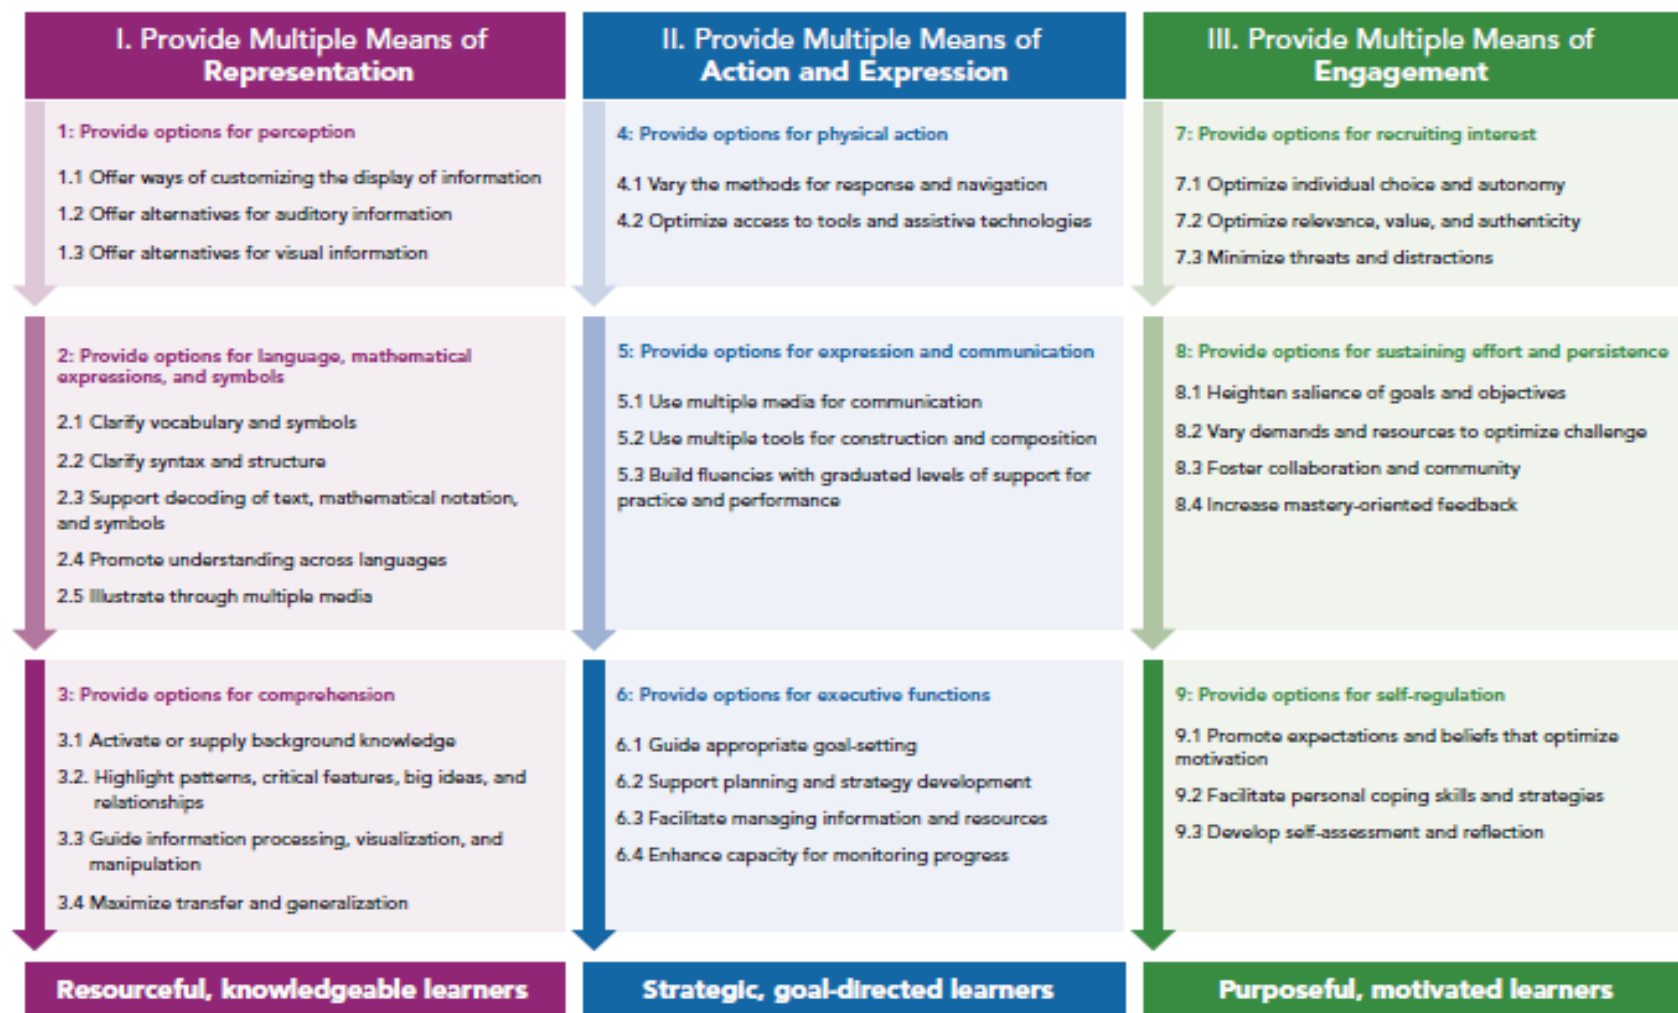 I. Provide Multiple Means of
Representation
1: Provide options for perception
1.1 Offer ways of customizing the display of information
1.2 Offer alternatives for auditory information
1.3 Offer alternatives for visual information
2: Provide options for language, mathematical
expressions, and symbols
2.1 Clarify vocabulary and symbols
2.2 Clarify syntax and structure
2.3 Support decoding of text, mathematical notation,
and symbols
2.4 Promote understanding across languages
2.5 Illustrate through multiple media
3: Provide options for comprehension
3.1 Activate or supply background knowledge
3.2. Highlight patterns, critical features, big ideas, and
relationships
3.3 Guide information processing, visualization, and
manipulation
3.4 Maximize transfer and generalization
Resourceful, knowledgeable learners
II. Provide Multiple Means of
Action and Expression
4: Provide options for physical action
4.1 Vary the methods for response and navigation
4.2 Optimize access to tools and assistive technologies
5: Provide options for expression and communication
5.1 Use multiple media for communication
5.2 Use multiple tools for construction and composition
5.3 Build fluencies with graduated levels of support for
practice and performance
6: Provide options for executive functions
6.1 Guide appropriate goal-setting
6.2 Support planning and strategy development
6.3 Facilitate managing information and resources
6.4 Enhance capacity for monitoring progress
Strategic, goal-directed learners
III. Provide Multiple Means of
Engagement
7: Provide options for recruiting interest
7.1 Optimize individual choice and autonomy
7.2 Optimize relevance, value, and authenticity
7.3 Minimize threats and distractions
8: Provide options for sustaining effort and persistence
8.1 Heighten salience of goals and objectives
8.2 Vary demands and resources to optimize challenge
8.3 Foster collaboration and community
8.4 Increase mastery-oriented feedback
9: Provide options for self-regulation
9.1 Promote expectations and beliefs that optimize
motivation
9.2 Facilitate personal coping skills and strategies
9.3 Develop self-assessment and reflection
Purposeful, motivated learners